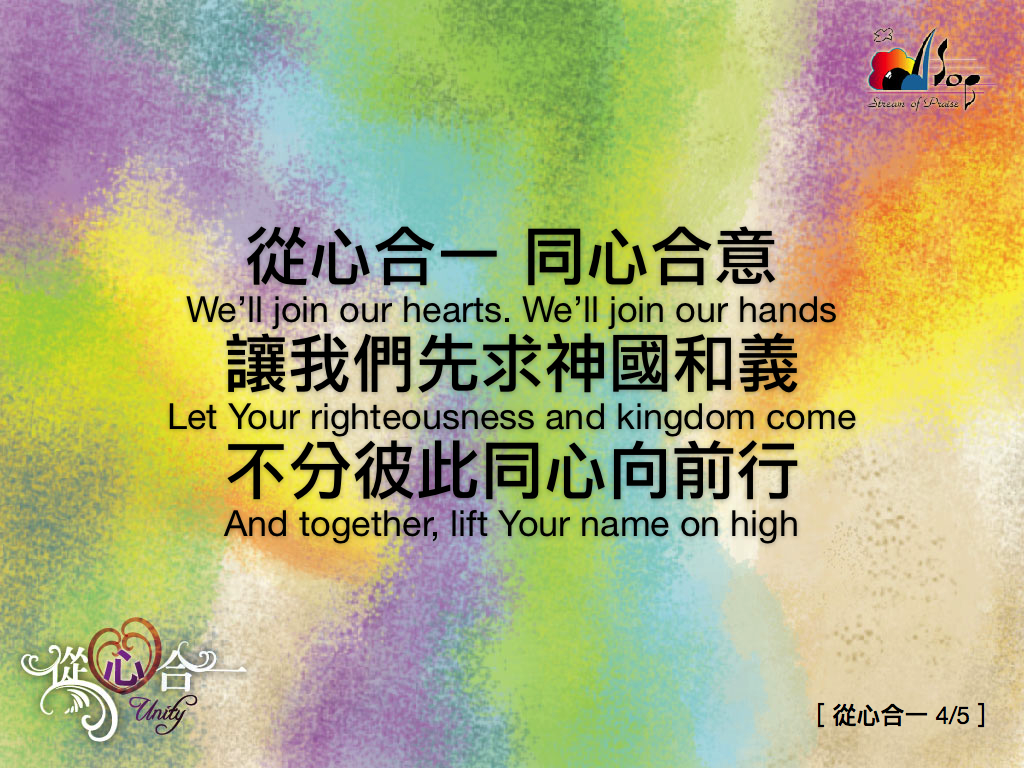 Sop
Stream of Praise
從心合一 同心合意
We'll join our hearts. We'll join our hands
讓我們先求神國和義
Let Your righteousness and kingdom come
不分彼此同心向前行
And together, lift Your name on high
從心合一
Unity
[ 從心合一 4/5 ]